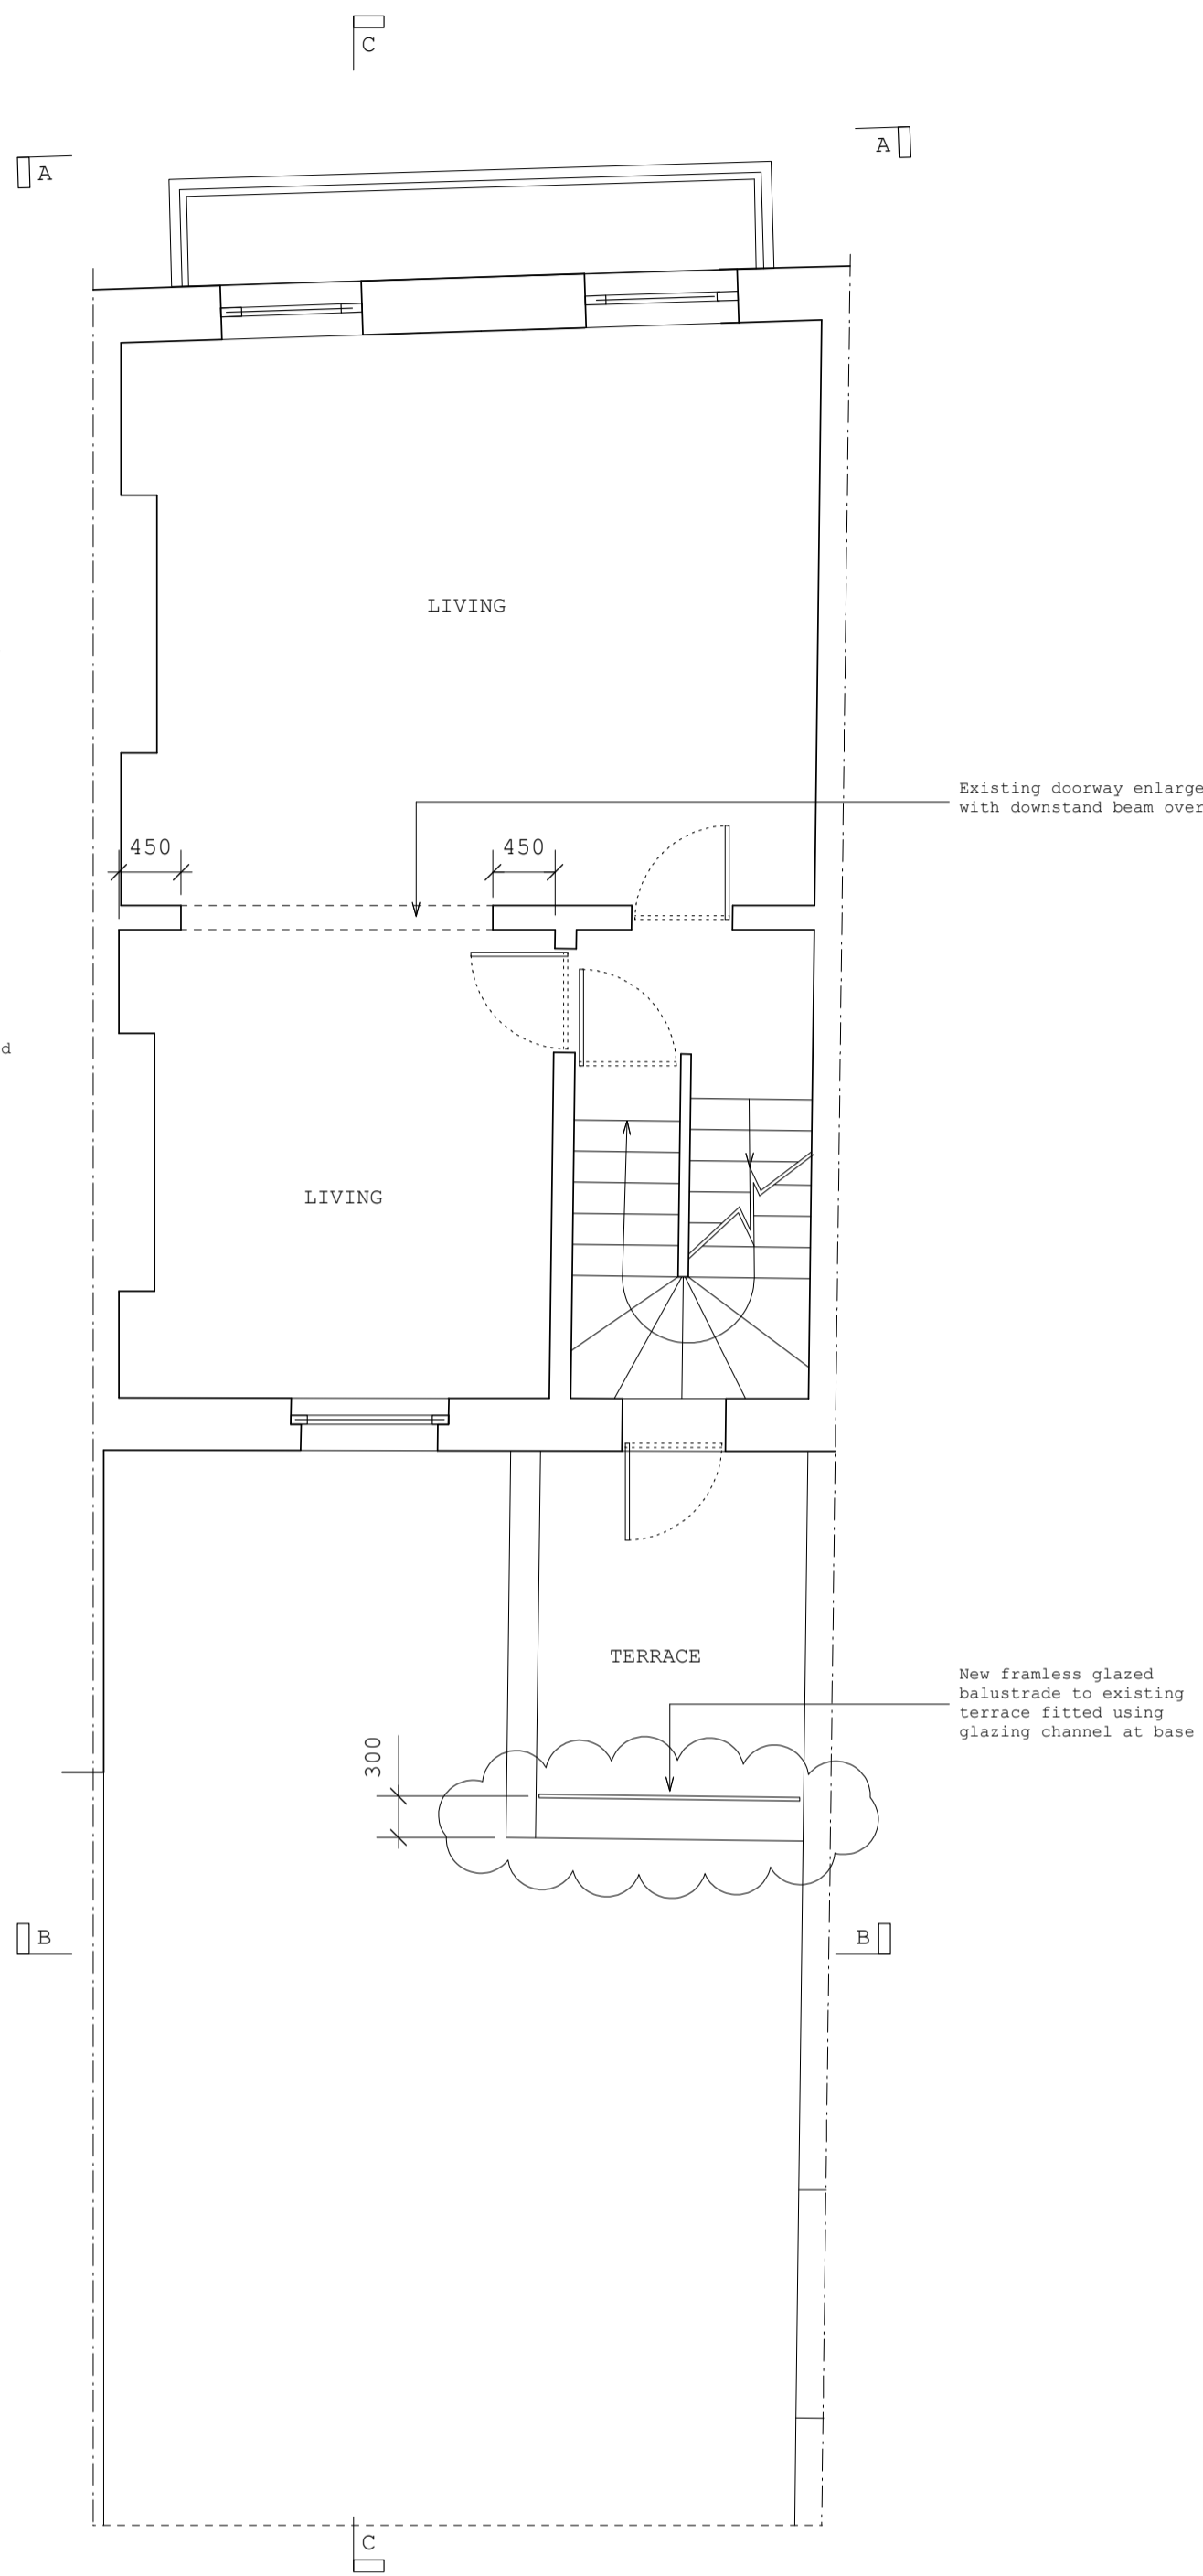 C
A
A
LIVING
Existing doorway enlarge
with downstand beam over
450
450
d
LIVING
TERRACE
New framless glazed
balustrade to existing
terrace fitted using
glazing channel at base
300
B
B
C